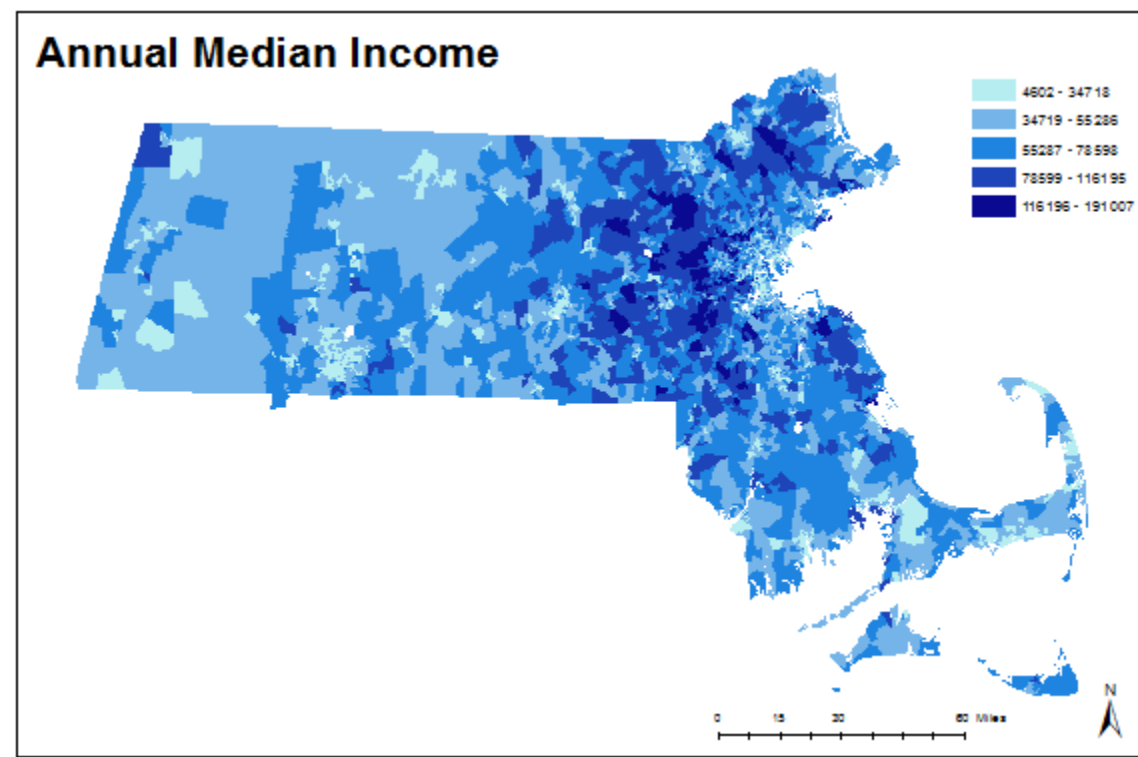 Annual Median Income
4602 - 34718
34719 - 55286
55287 - 78598
78599 - 116195
116196 - 191007
N
0 15 30 60 Miles